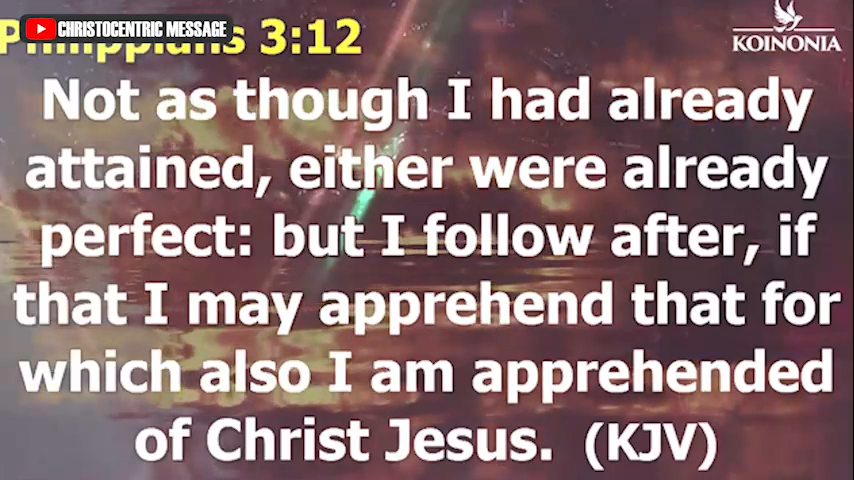 CHRISTOCENTRIC MESSAGE
Philippians 3:12
KOINONIA
Not as though I had already
attained, either were already
perfect: but I follow after, if
that I may apprehend that for
which also I am apprehended
of Christ Jesus. (KJV)